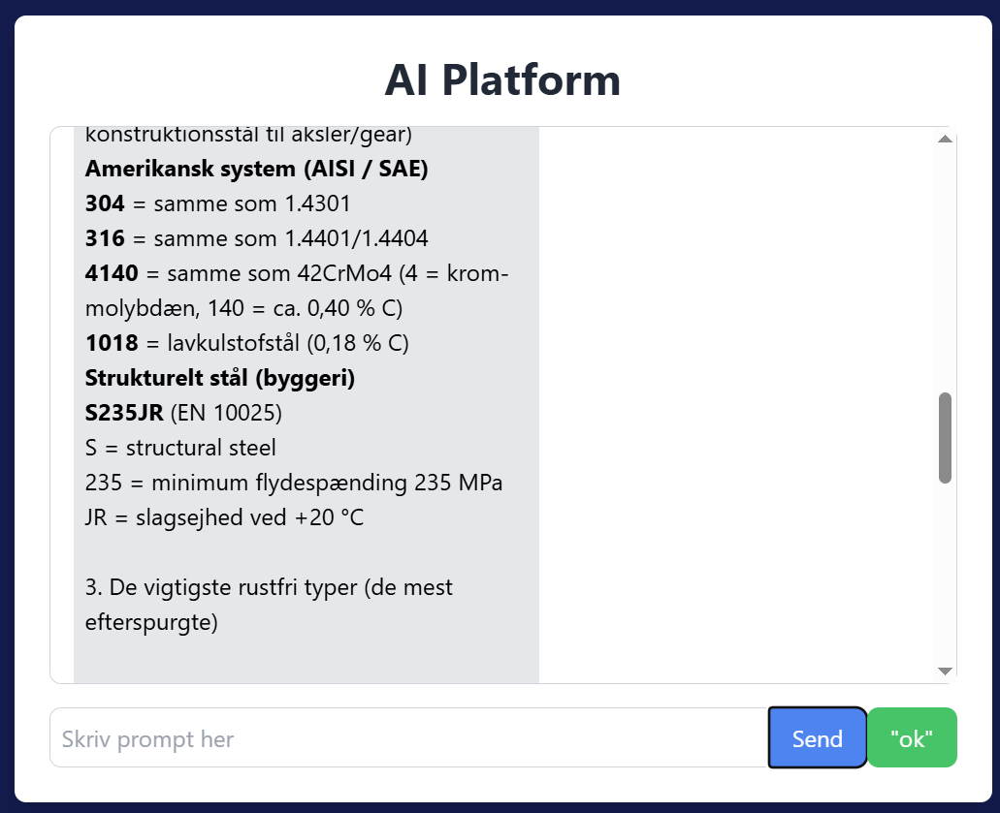 AI Platform
konstruktionsstål til aksler/gear)
Amerikansk system (AISI / SAE)
304 = samme som 1.4301
316 = samme som 1.4401/1.4404
4140 = samme som 42CrMo4 (4 = krom-
molybdæn, 140 = ca. 0,40 % C)
1018 = lavkulstofstål (0,18 % C)
Strukturelt stål (byggeri)
S235JR (EN 10025)
S = structural steel
235 = minimum flydespænding 235 MPa
JR = slagsejhed ved +20 °C
3. De vigtigste rustfri typer (de mest
efterspurgte)
Skriv prompt her
Send
"ok"